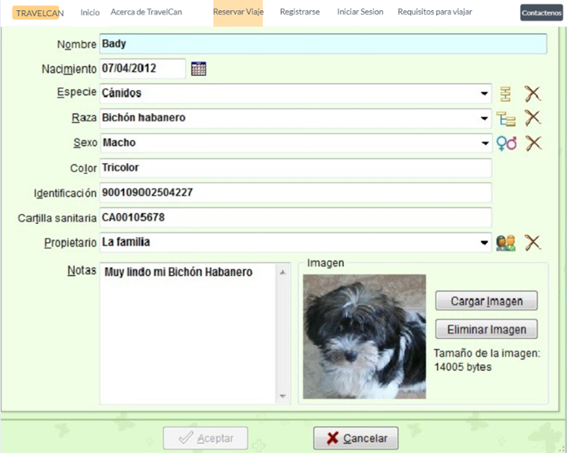 TRAVELCAN Inicio Acerca de TravelCan Reservar Viaje Registrarse Iniciar Sesion Requisitos para viajar Contactenos
Nombre Bady
Nacimiento 07/04/2012
Especie Cánidos
Raza Bichón habanero
Sexo Macho
Color Tricolor
Identificación 900109002504227
Cartilla sanitaria CA00105678
Propietario La familia
Notas Muy lindo mi Bichón Habanero
Imagen
Cargar Imagen
Eliminar Imagen
Tamaño de la imagen:
14005 bytes
Aceptar Cancelar